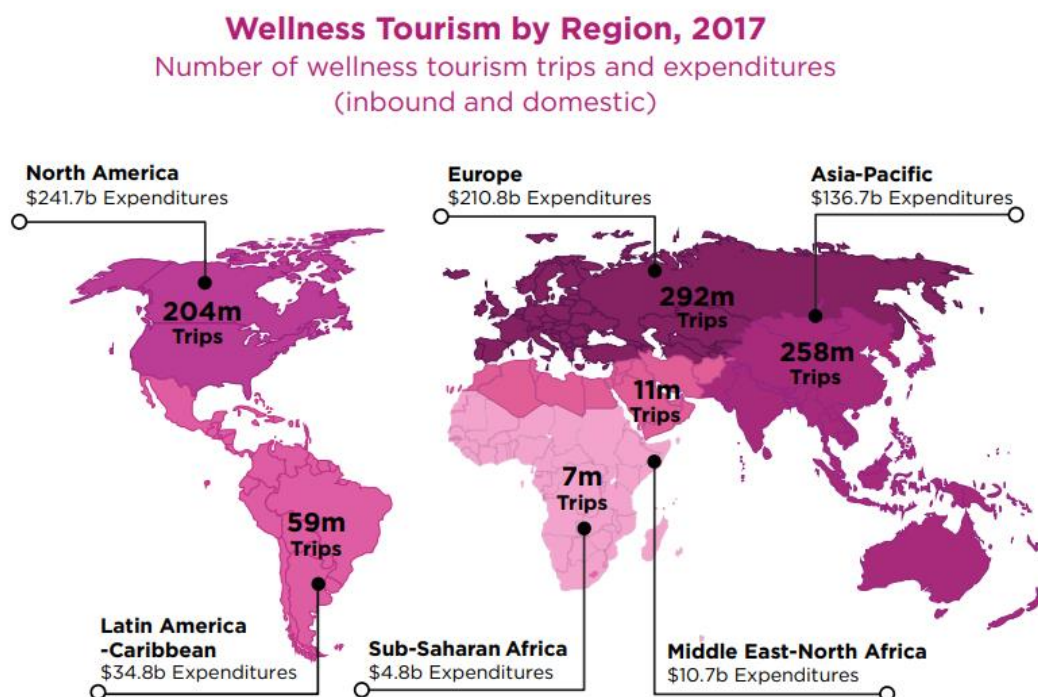 Wellness Tourism by Region, 2017
Number of wellness tourism trips and expenditures
(inbound and domestic)
North America
$241.7b Expenditures
Europe
$210.8b Expenditures
Asia-Pacific
$136.7b Expenditures
204m
Trips
292m
Trips
258m
Trips
11m
Trips
7m
Trips
59m
Trips
Latin America
-Caribbean
$34.8b Expenditures
Sub-Saharan Africa
$4.8b Expenditures
Middle East-North Africa
$10.7b Expenditures